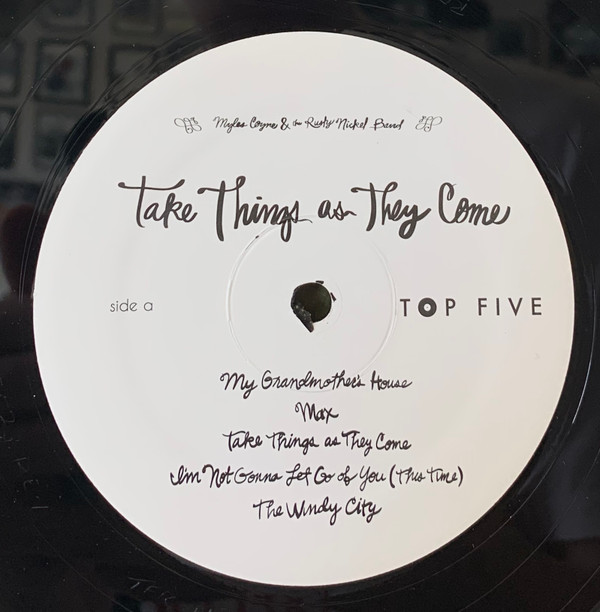 Myles Coyne & the Rusty Nickel Band
Take Things as They Come
side a
TOP FIVE
My Grandmother's House
Max
Take Things as They Come
I'm Not Gonna Let Go of You (This Time)
The Windy City